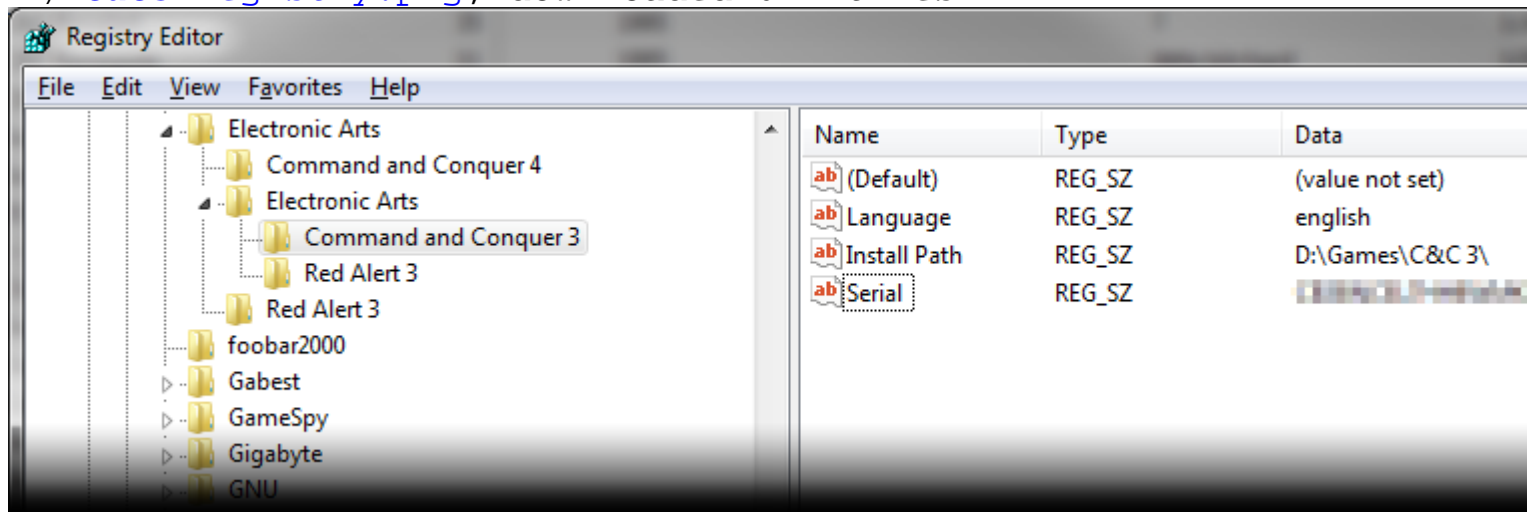 Registry Editor
File Edit View Favorites Help
Electronic Arts
Command and Conquer 4
Electronic Arts
Command and Conquer 3
Red Alert 3
Red Alert 3
foobar2000
Gabest
GameSpy
Gigabyte
GNU
Name Type Data
(Default) REG_SZ (value not set)
Language REG_SZ english
Install Path REG_SZ D:\Games\C&C 3\
Serial REG_SZ